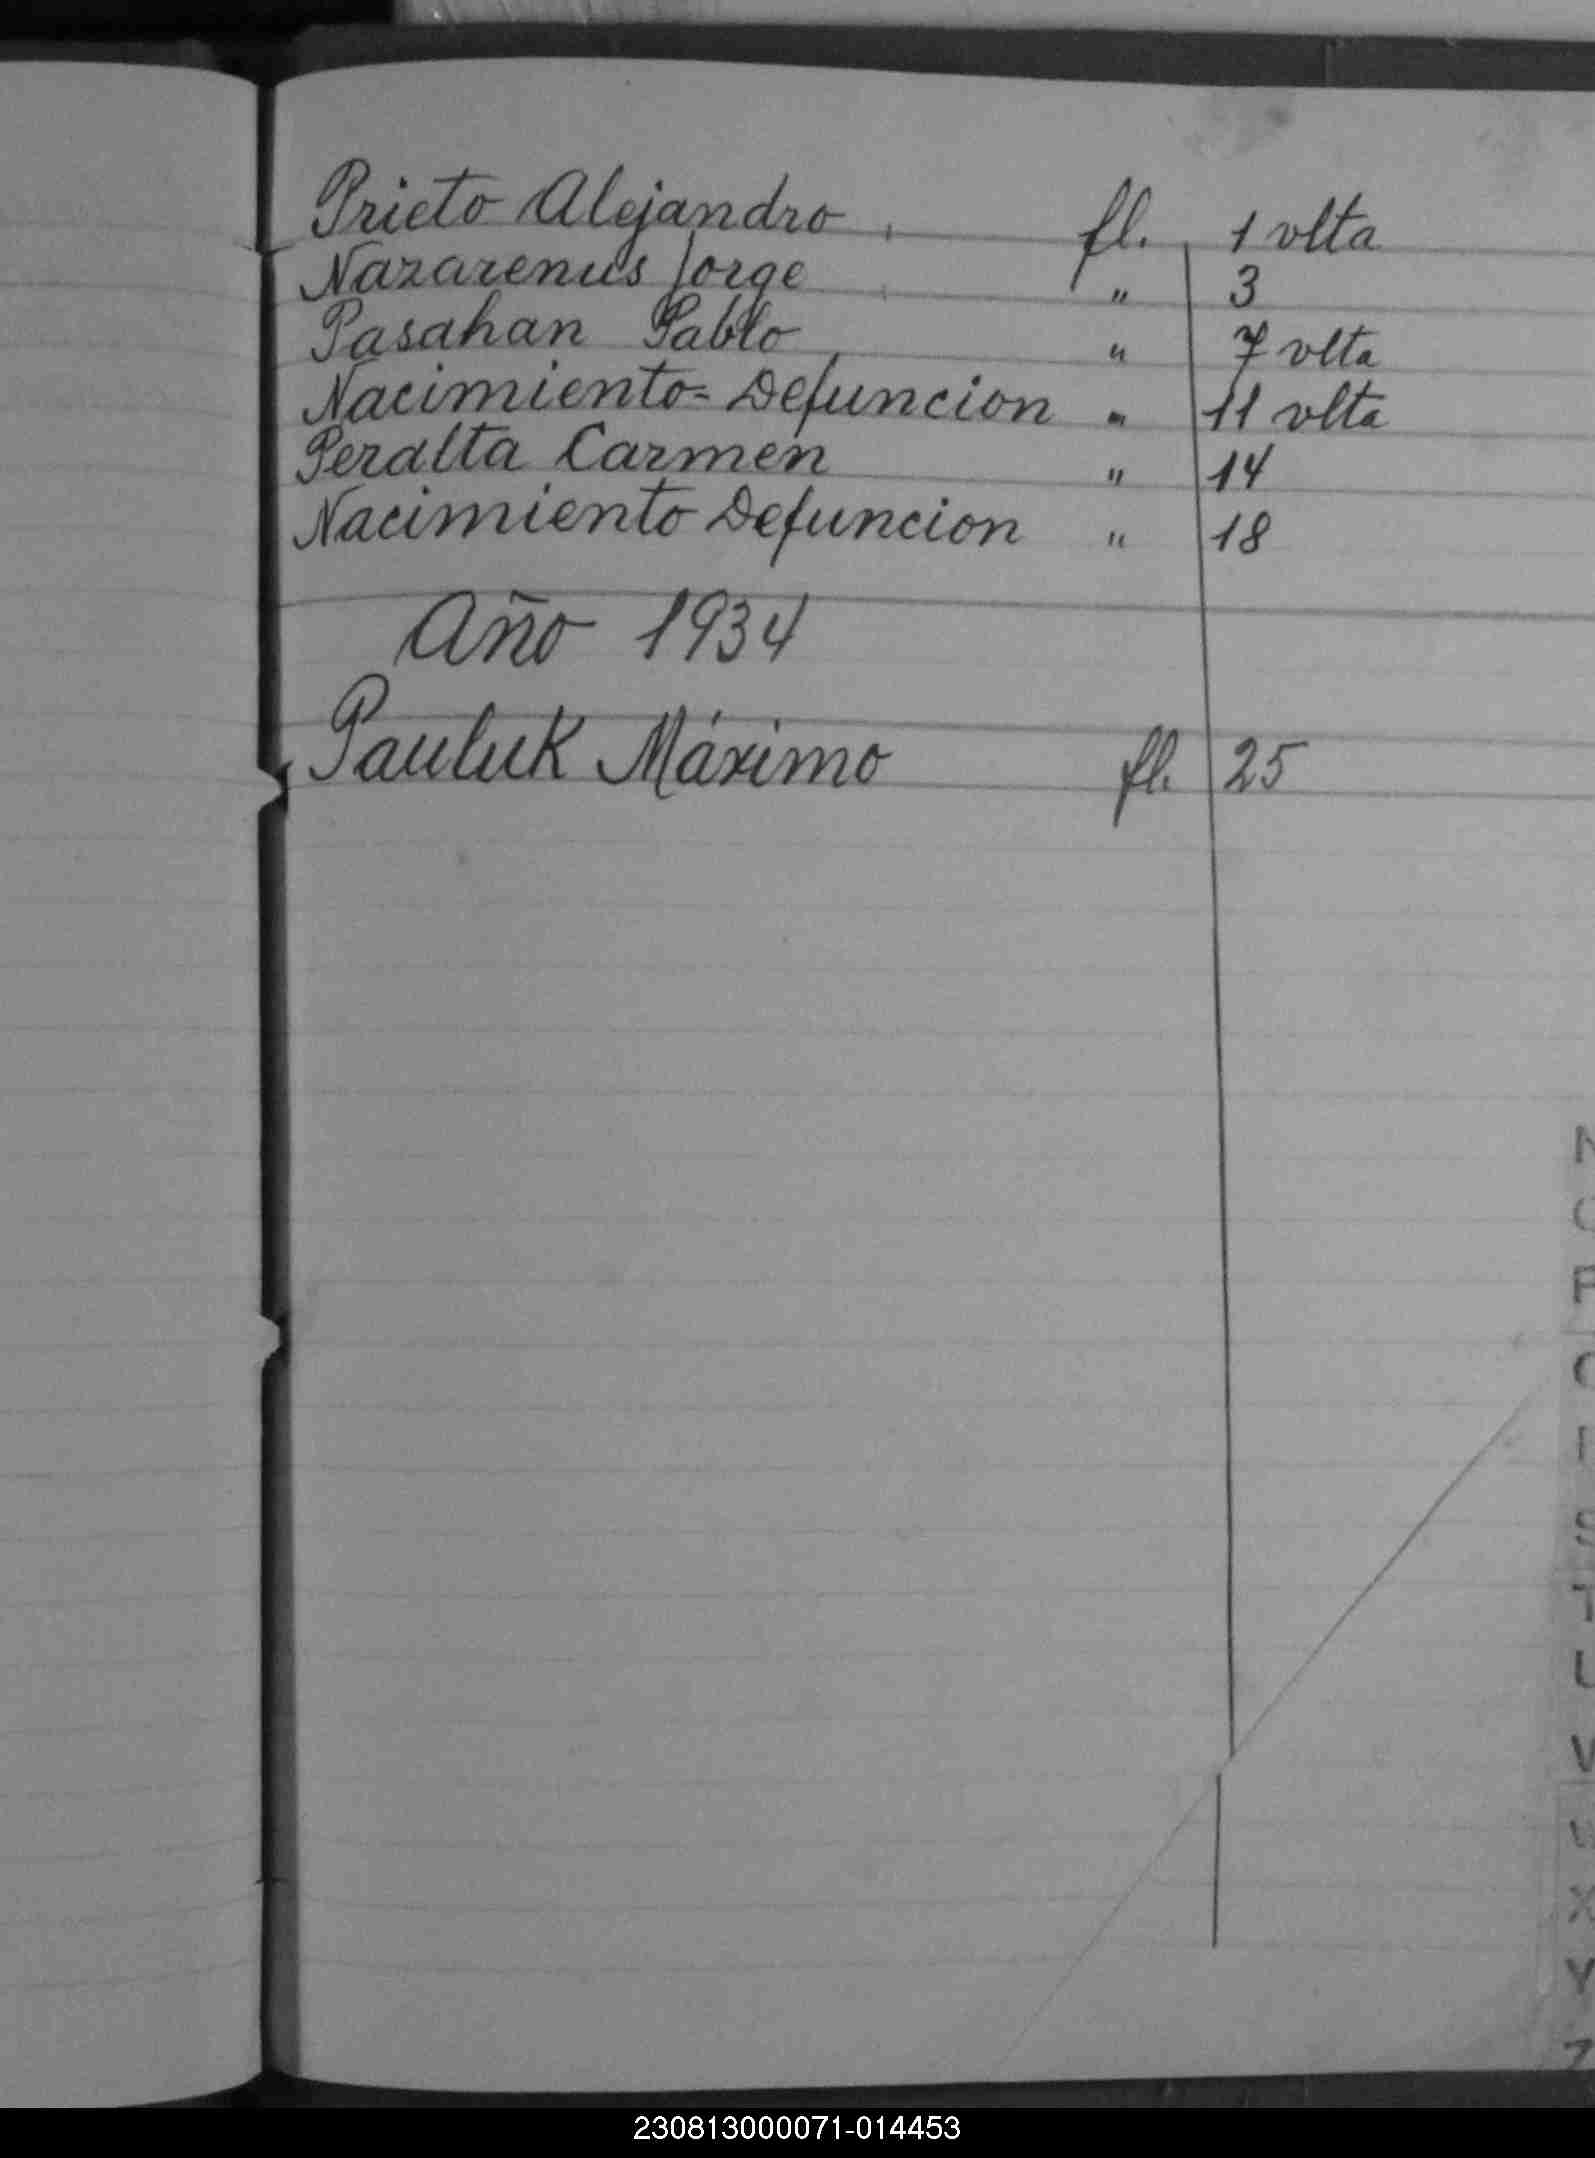 Prieto Alejandro fl. 1 vlta
Nazarenus Jorge " 3
Pasahan Pablo " 7 vlta
Nacimiento=Defuncion " 11 vlta
Peralta Carmen " 14
Nacimiento Defuncion " 18
Año 1934
Pauluk Máximo fl. 25
N
O
P
Q
R
S
T
U
V
W
X
Y
Z
230813000071-014453